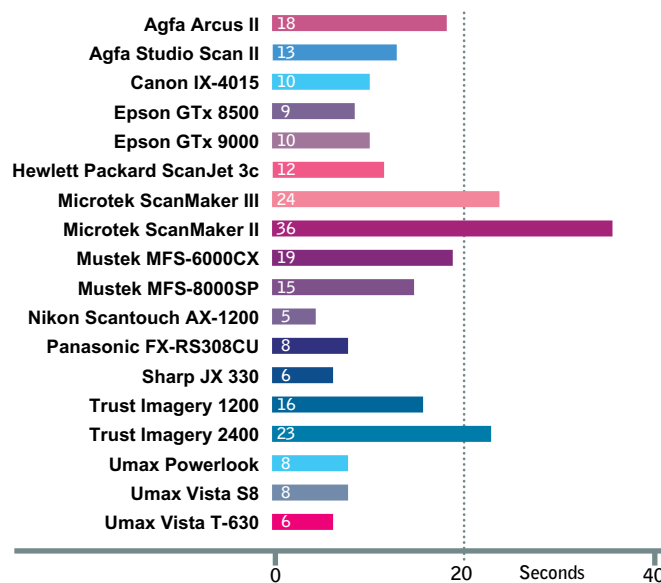 Agfa Arcus II 18
Agfa Studio Scan II 13
Canon IX-4015 10
Epson GTx 8500 9
Epson GTx 9000 10
Hewlett Packard ScanJet 3c 12
Microtek ScanMaker III 24
Microtek ScanMaker II 36
Mustek MFS-6000CX 19
Mustek MFS-8000SP 15
Nikon Scantouch AX-1200 5
Panasonic FX-RS308CU 8
Sharp JX 330 6
Trust Imagery 1200 16
Trust Imagery 2400 23
Umax Powerlook 8
Umax Vista S8 8
Umax Vista T-630 6
0 20 Seconds 40